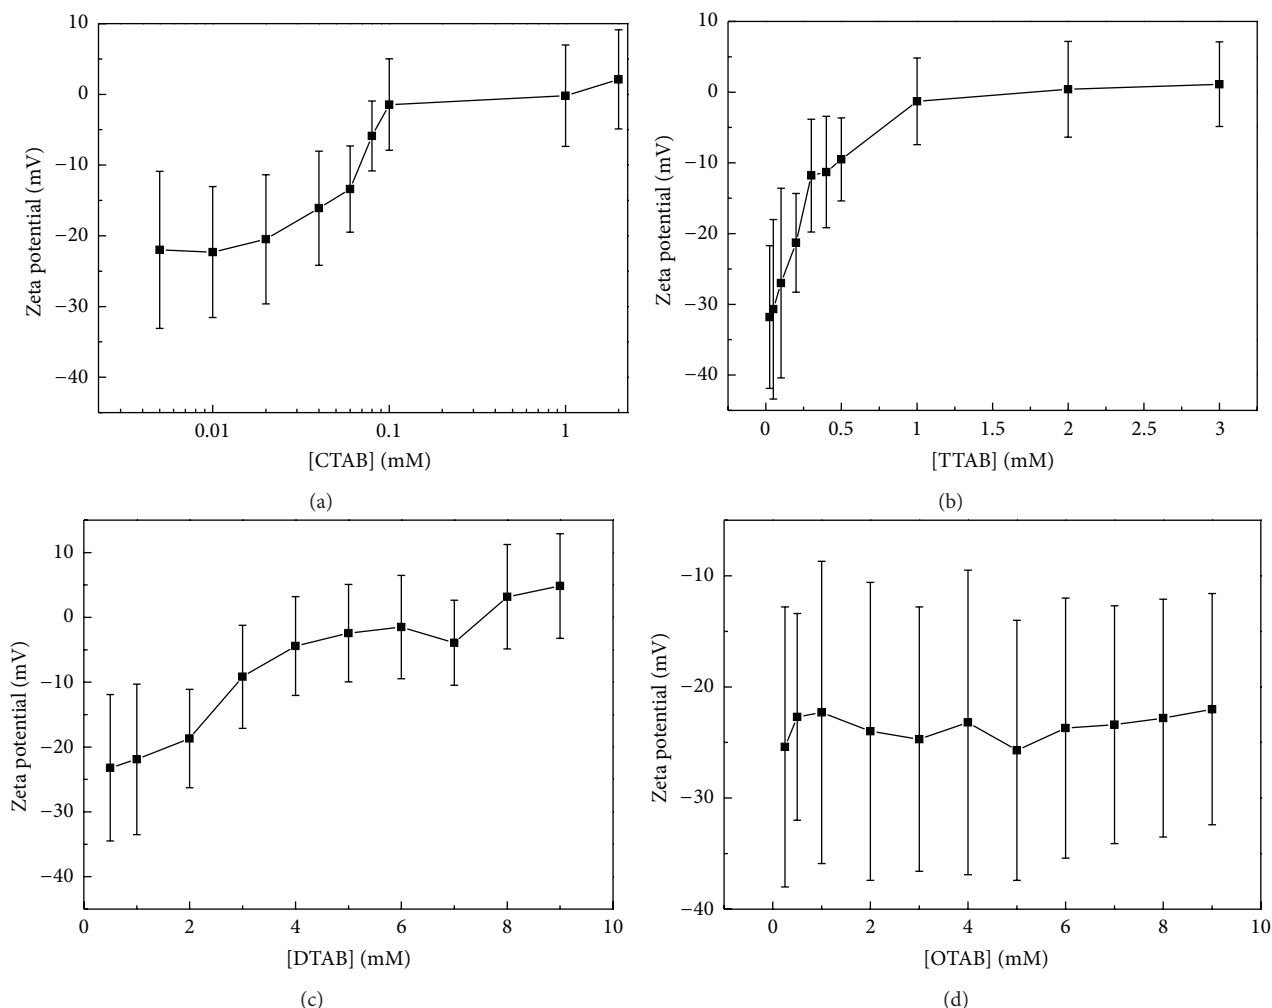 10
0
−10
−20
−30
−40
Zeta potential (mV)
0.01 0.1 1
[CTAB] (mM)
(a)
10
0
−10
−20
−30
−40
Zeta potential (mV)
0 0.5 1 1.5 2 2.5 3
[TTAB] (mM)
(b)
10
0
−10
−20
−30
−40
Zeta potential (mV)
0 2 4 6 8 10
[DTAB] (mM)
(c)
−10
−20
−30
−40
Zeta potential (mV)
0 2 4 6 8 10
[OTAB] (mM)
(d)